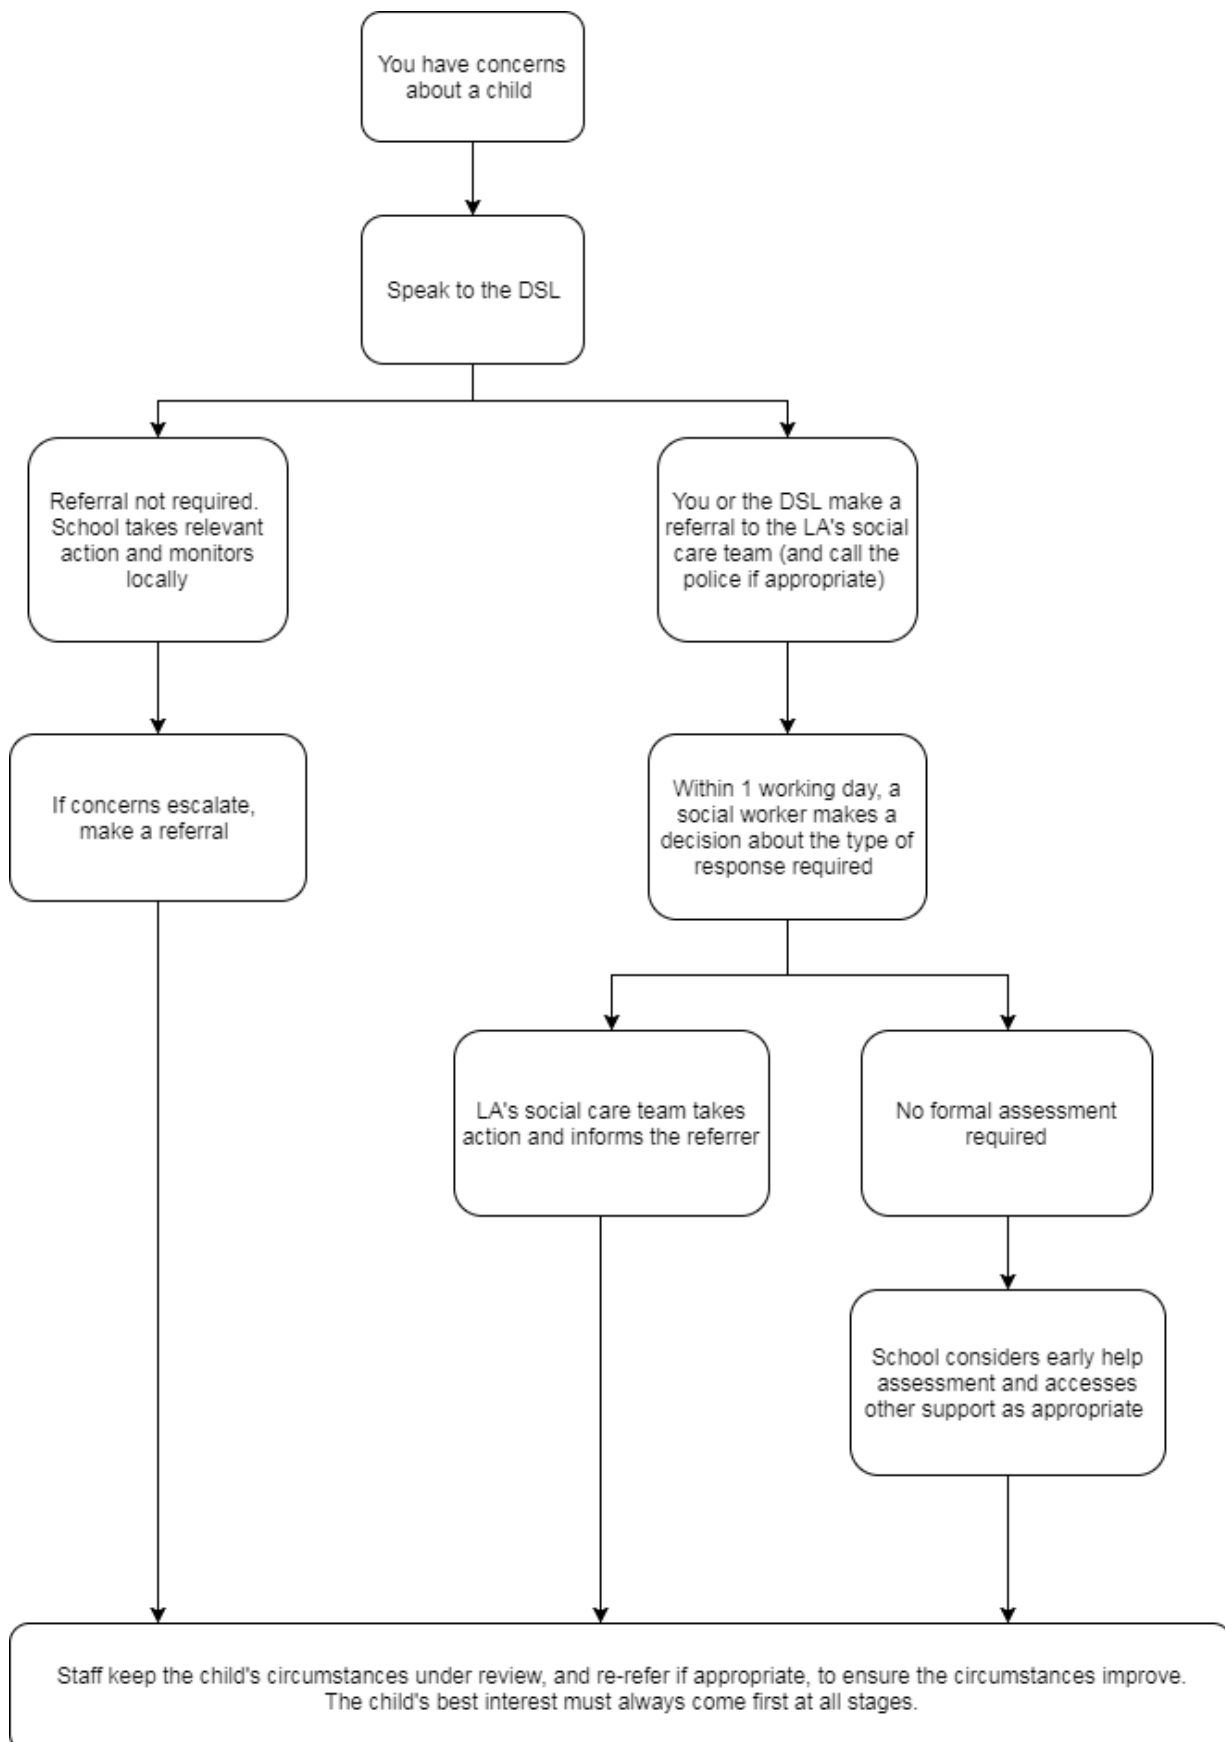 You have concerns
about a child
Speak to the DSL
Referral not required.
School takes relevant
action and monitors
locally
You or the DSL make a
referral to the LA's social
care team (and call the
police if appropriate)
If concerns escalate,
make a referral
Within 1 working day, a
social worker makes a
decision about the type of
response required
LA's social care team takes
action and informs the referrer
No formal assessment
required
School considers early help
assessment and accesses
other support as appropriate
Staff keep the child's circumstances under review, and re-refer if appropriate, to ensure the circumstances improve.
The child's best interest must always come first at all stages.